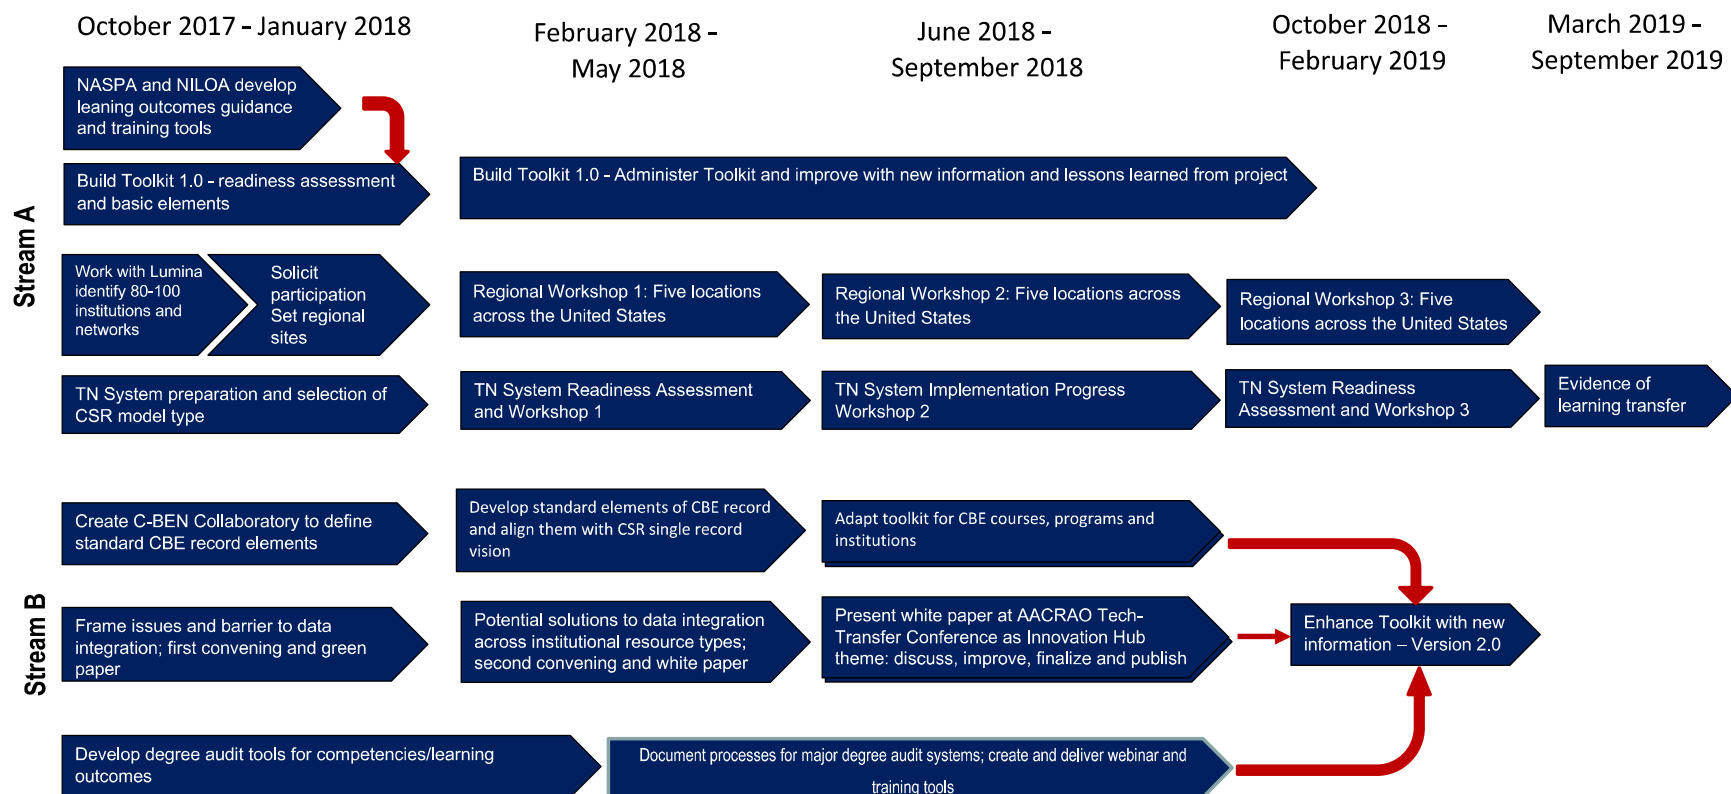 October 2017 - January 2018
February 2018 -
May 2018
June 2018 -
September 2018
October 2018 -
February 2019
March 2019 -
September 2019
Stream A
NASPA and NILOA develop
leaning outcomes guidance
and training tools
Build Toolkit 1.0 - readiness assessment
and basic elements
Build Toolkit 1.0 - Administer Toolkit and improve with new information and lessons learned from project
Work with Lumina
identify 80-100
institutions and
networks
Solicit
participation
Set regional
sites
Regional Workshop 1: Five locations
across the United States
Regional Workshop 2: Five locations across
the United States
Regional Workshop 3: Five
locations across the United States
TN System preparation and selection of
CSR model type
TN System Readiness Assessment
and Workshop 1
TN System Implementation Progress
Workshop 2
TN System Readiness
Assessment and Workshop 3
Evidence of
learning transfer
Stream B
Create C-BEN Collaboratory to define
standard CBE record elements
Develop standard elements of CBE record
and align them with CSR single record
vision
Adapt toolkit for CBE courses, programs and
institutions
Frame issues and barrier to data
integration; first convening and green
paper
Potential solutions to data integration
across institutional resource types;
second convening and white paper
Present white paper at AACRAO Tech-
Transfer Conference as Innovation Hub
theme: discuss, improve, finalize and publish
Enhance Toolkit with new
information – Version 2.0
Develop degree audit tools for competencies/learning
outcomes
Document processes for major degree audit systems; create and deliver webinar and
training tools